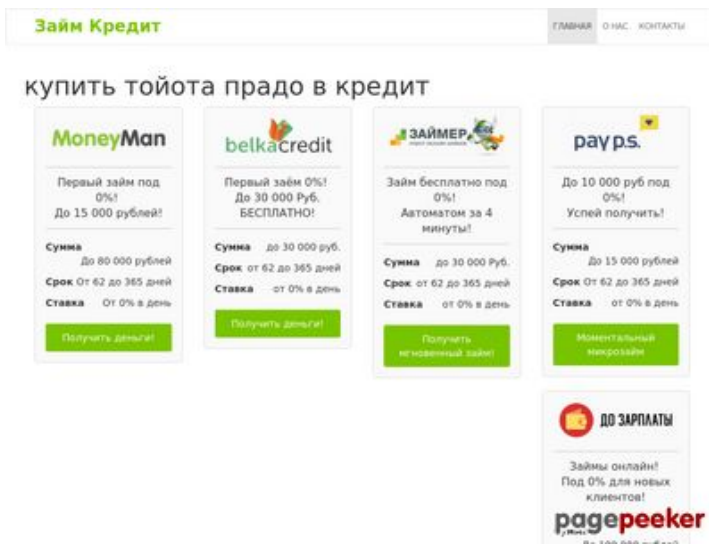 Займ Кредит
ГЛАВНАЯ О НАС КОНТАКТЫ
купить тойота прадо в кредит
MoneyMan
Первый займ под
0%!
До 15 000 рублей!
Сумма
До 80 000 рублей
Срок От 62 до 365 дней
Ставка От 0% в день
Получить деньги!
belkacredit
Первый заём 0%!
До 30 000 Руб.
БЕСПЛАТНО!
Сумма до 30 000 руб.
Срок от 62 до 365 дней
Ставка от 0% в день
Получить деньги!
ЗАЙМЕР
Займ бесплатно под
0%!
Автоматом за 4
минуты!
Сумма до 30 000 Руб.
Срок от 62 до 365 дней
Ставка от 0% в день
Получить
мгновенный займ!
pay p.s.
До 10 000 руб под
0%!
Успей получить!
Сумма
До 15 000 рублей
Срок От 62 до 365 дней
Ставка от 0% в день
Моментальный
микрозайм
ДО ЗАРПЛАТЫ
Займы онлайн!
Под 0% для новых
клиентов!
pagepeeker